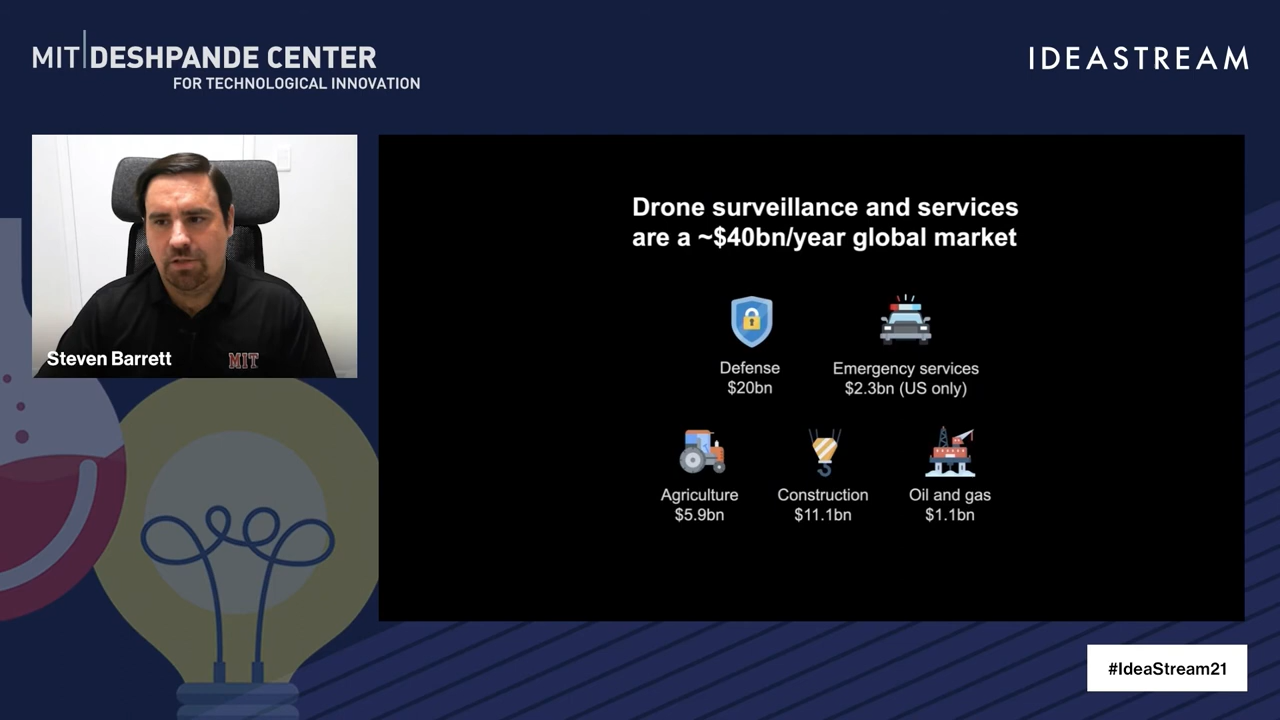 MIT DESHPANDE CENTER
FOR TECHNOLOGICAL INNOVATION
IDEASTREAM
Steven Barrett
MIT
Drone surveillance and services
are a ~$40bn/year global market
Defense
$20bn
Emergency services
$2.3bn (US only)
Agriculture
$5.9bn
Construction
$11.1bn
Oil and gas
$1.1bn
#IdeaStream21